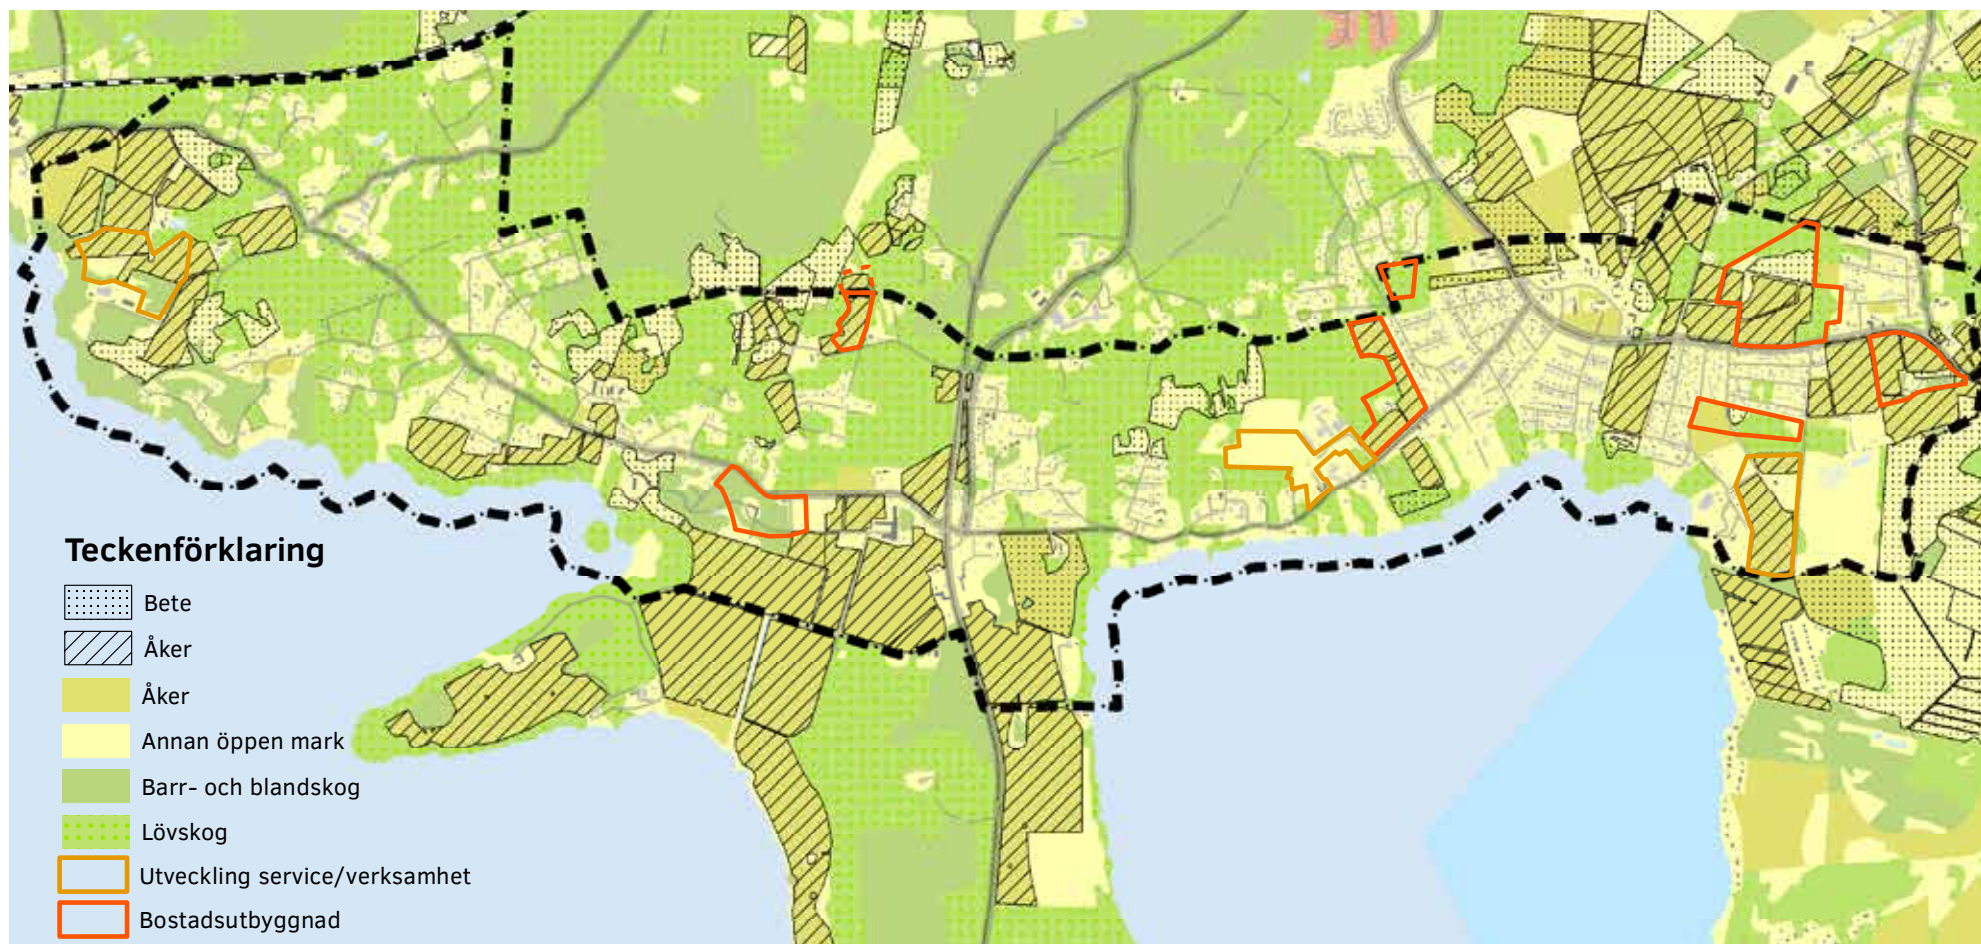 Teckenförklaring
Bete
Åker
Åker
Annan öppen mark
Barr- och blandskog
Lövskog
Utveckling service/verksamhet
Bostadsutbyggnad